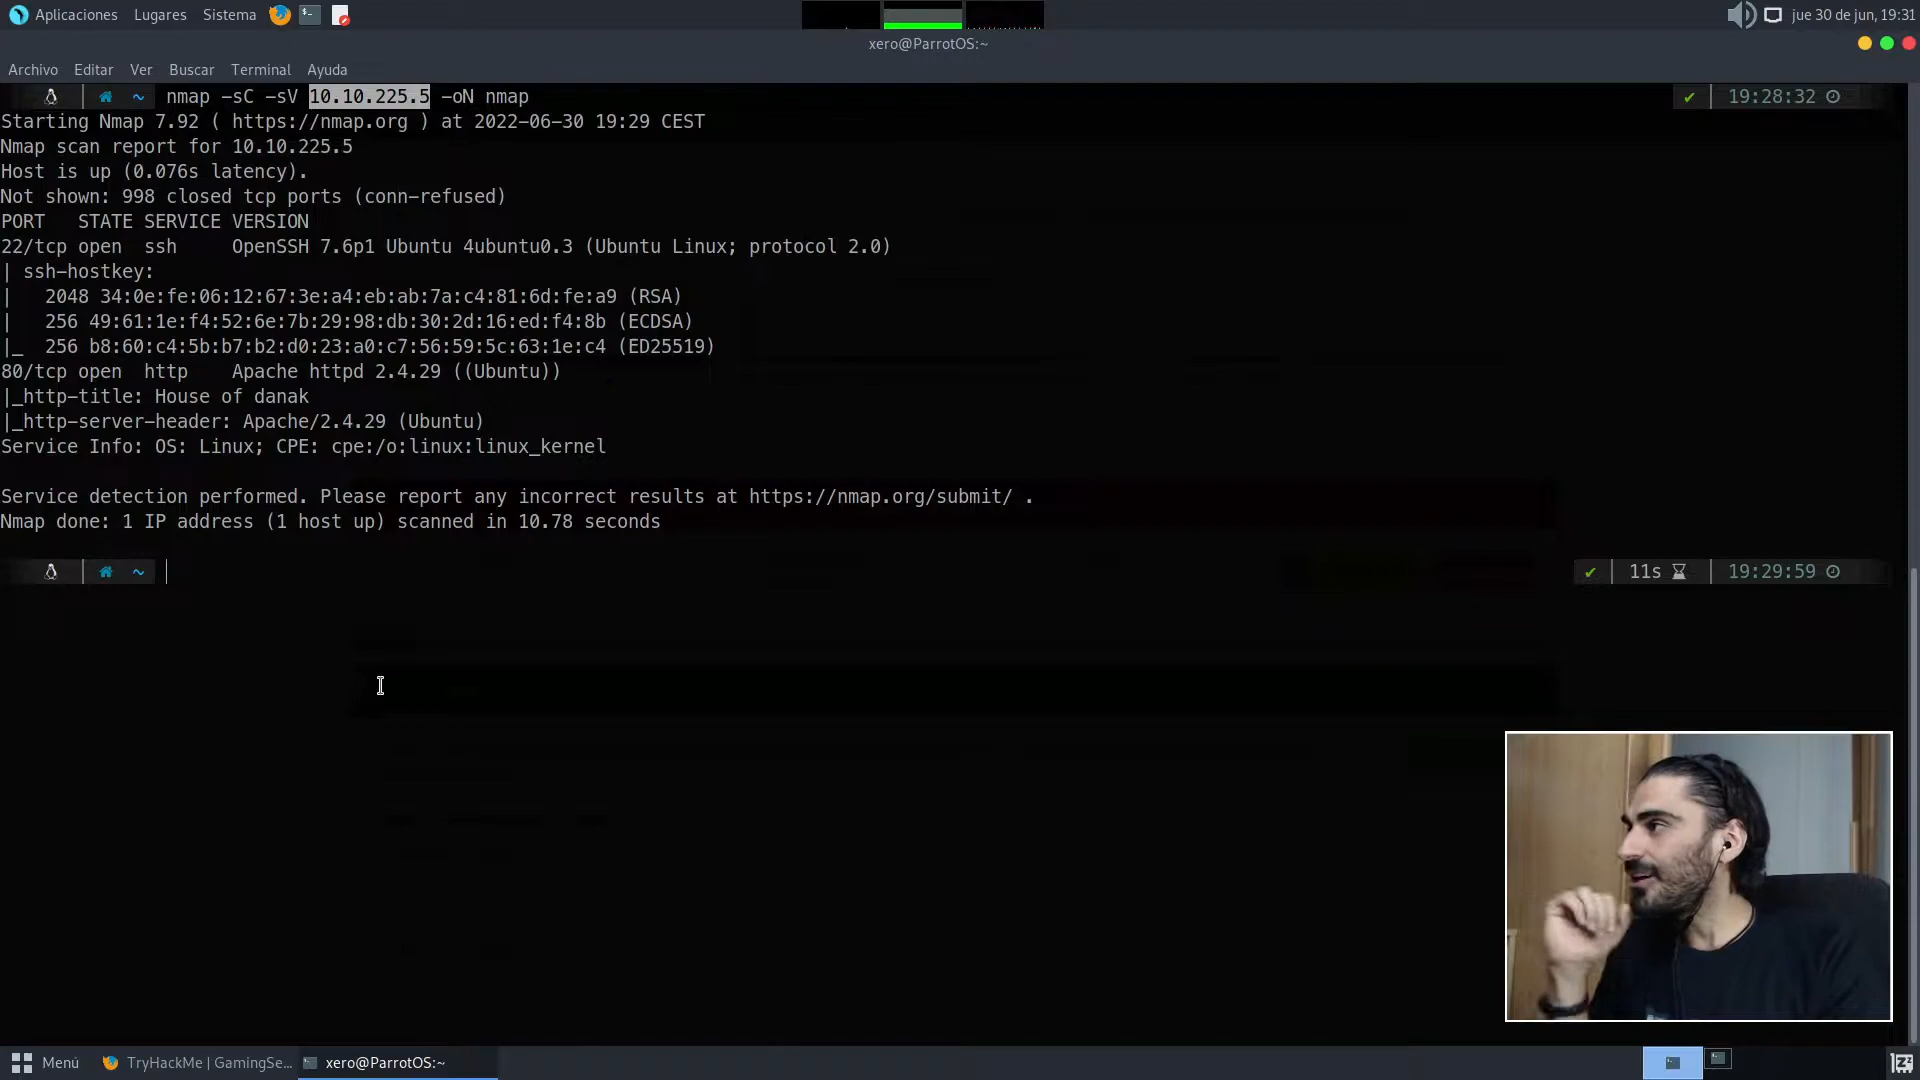 Aplicaciones Lugares Sistema
jue 30 de jun, 19:31
xero@ParrotOS:~
Archivo Editar Ver Buscar Terminal Ayuda
~ nmap -sC -sV 10.10.225.5 -oN nmap
✔ 19:28:32
Starting Nmap 7.92 ( https://nmap.org ) at 2022-06-30 19:29 CEST
Nmap scan report for 10.10.225.5
Host is up (0.076s latency).
Not shown: 998 closed tcp ports (conn-refused)
PORT   STATE SERVICE VERSION
22/tcp open  ssh     OpenSSH 7.6p1 Ubuntu 4ubuntu0.3 (Ubuntu Linux; protocol 2.0)
| ssh-hostkey:
|   2048 34:0e:fe:06:12:67:3e:a4:eb:ab:7a:c4:81:6d:fe:a9 (RSA)
|   256 49:61:1e:f4:52:6e:7b:29:98:db:30:2d:16:ed:f4:8b (ECDSA)
|_  256 b8:60:c4:5b:b7:b2:d0:23:a0:c7:56:59:5c:63:1e:c4 (ED25519)
80/tcp open  http    Apache httpd 2.4.29 ((Ubuntu))
|_http-title: House of danak
|_http-server-header: Apache/2.4.29 (Ubuntu)
Service Info: OS: Linux; CPE: cpe:/o:linux:linux_kernel
Service detection performed. Please report any incorrect results at https://nmap.org/submit/ .
Nmap done: 1 IP address (1 host up) scanned in 10.78 seconds
~
✔ 11s 19:29:59
Menú TryHackMe | GamingSe... xero@ParrotOS:~